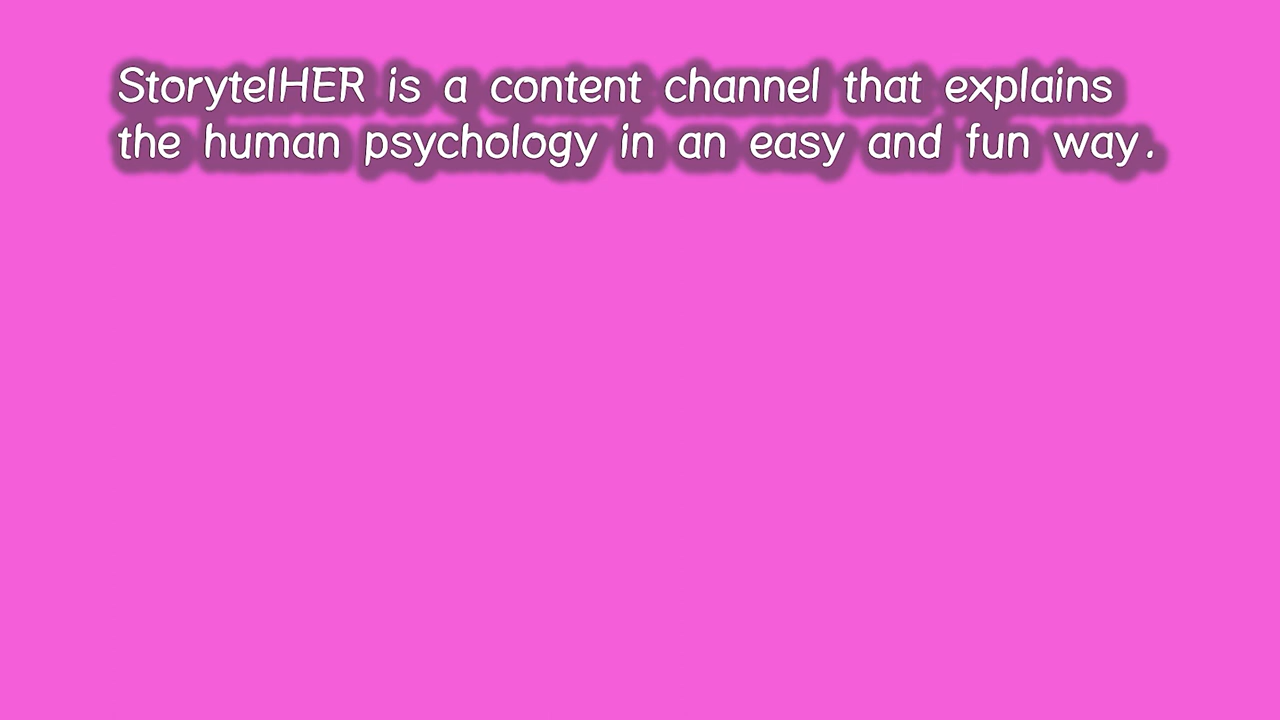 StorytelHER is a content channel that explains
the human psychology in an easy and fun way.